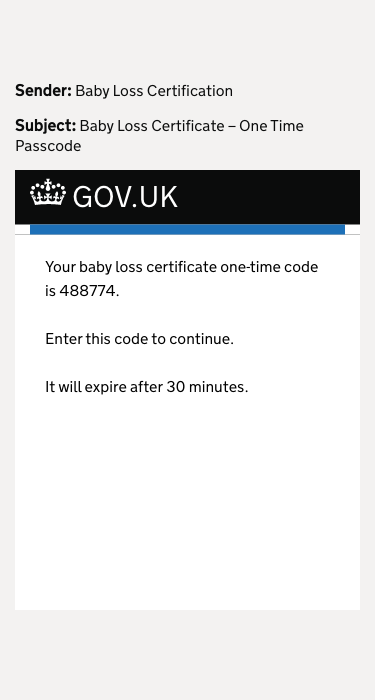 Sender: Baby Loss Certification
Subject: Baby Loss Certificate – One Time
Passcode
GOV.UK
Your baby loss certificate one-time code
is 488774.
Enter this code to continue.
It will expire after 30 minutes.